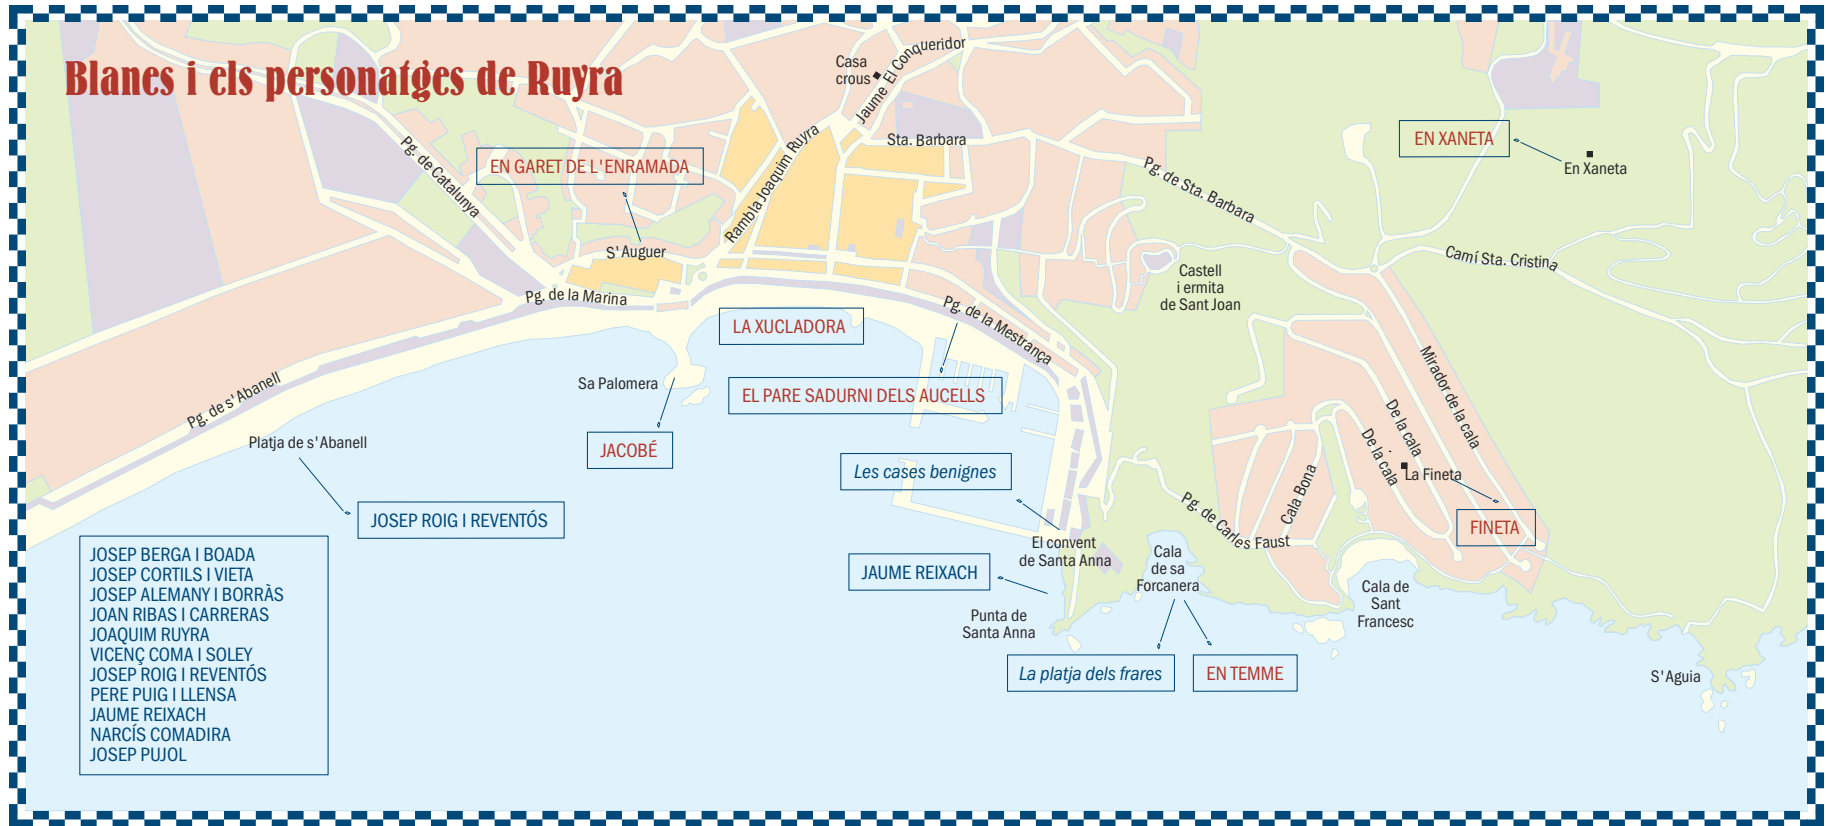 Blanes i els personatges de Ruyra
Casa
crous
Jaume El Conqueridor
Sta. Barbara
Rambla Joaquim Ruyra
Pg. de Catalunya
EN GARET DE L'ENRAMADA
S'Auguer
Pg. de la Marina
Pg. de Sta. Barbara
EN XANETA
En Xaneta
Camí Sta. Cristina
Castell
i ermita
de Sant Joan
LA XUCLADORA
Pg. de la Mestrança
Sa Palomera
EL PARE SADURNI DELS AUCELLS
Pg. de s'Abanell
Platja de s'Abanell
JACOBÉ
Mirador de la cala
De la cala
De la cala
La Fineta
FINETA
Cala Bona
Les cases benignes
Pg. de Carles Faust
JOSEP ROIG I REVENTÓS
El convent
de Santa Anna
JAUME REIXACH
Cala
de sa
Forcanera
Cala de
Sant
Francesc
Punta de
Santa Anna
La platja dels frares
EN TEMME
S'Aguia
JOSEP BERGA I BOADA
JOSEP CORTILS I VIETA
JOSEP ALEMANY I BORRÀS
JOAN RIBAS I CARRERAS
JOAQUIM RUYRA
VICENÇ COMA I SOLEY
JOSEP ROIG I REVENTÓS
PERE PUIG I LLENSA
JAUME REIXACH
NARCÍS COMADIRA
JOSEP PUJOL